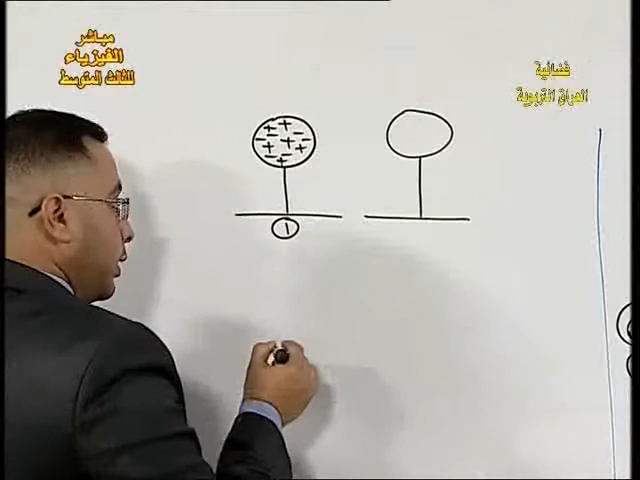 مباشر
الفيزياء
للثالث المتوسط
فضائية
العراق التربوية
+ + - + - + - + - + - +
1